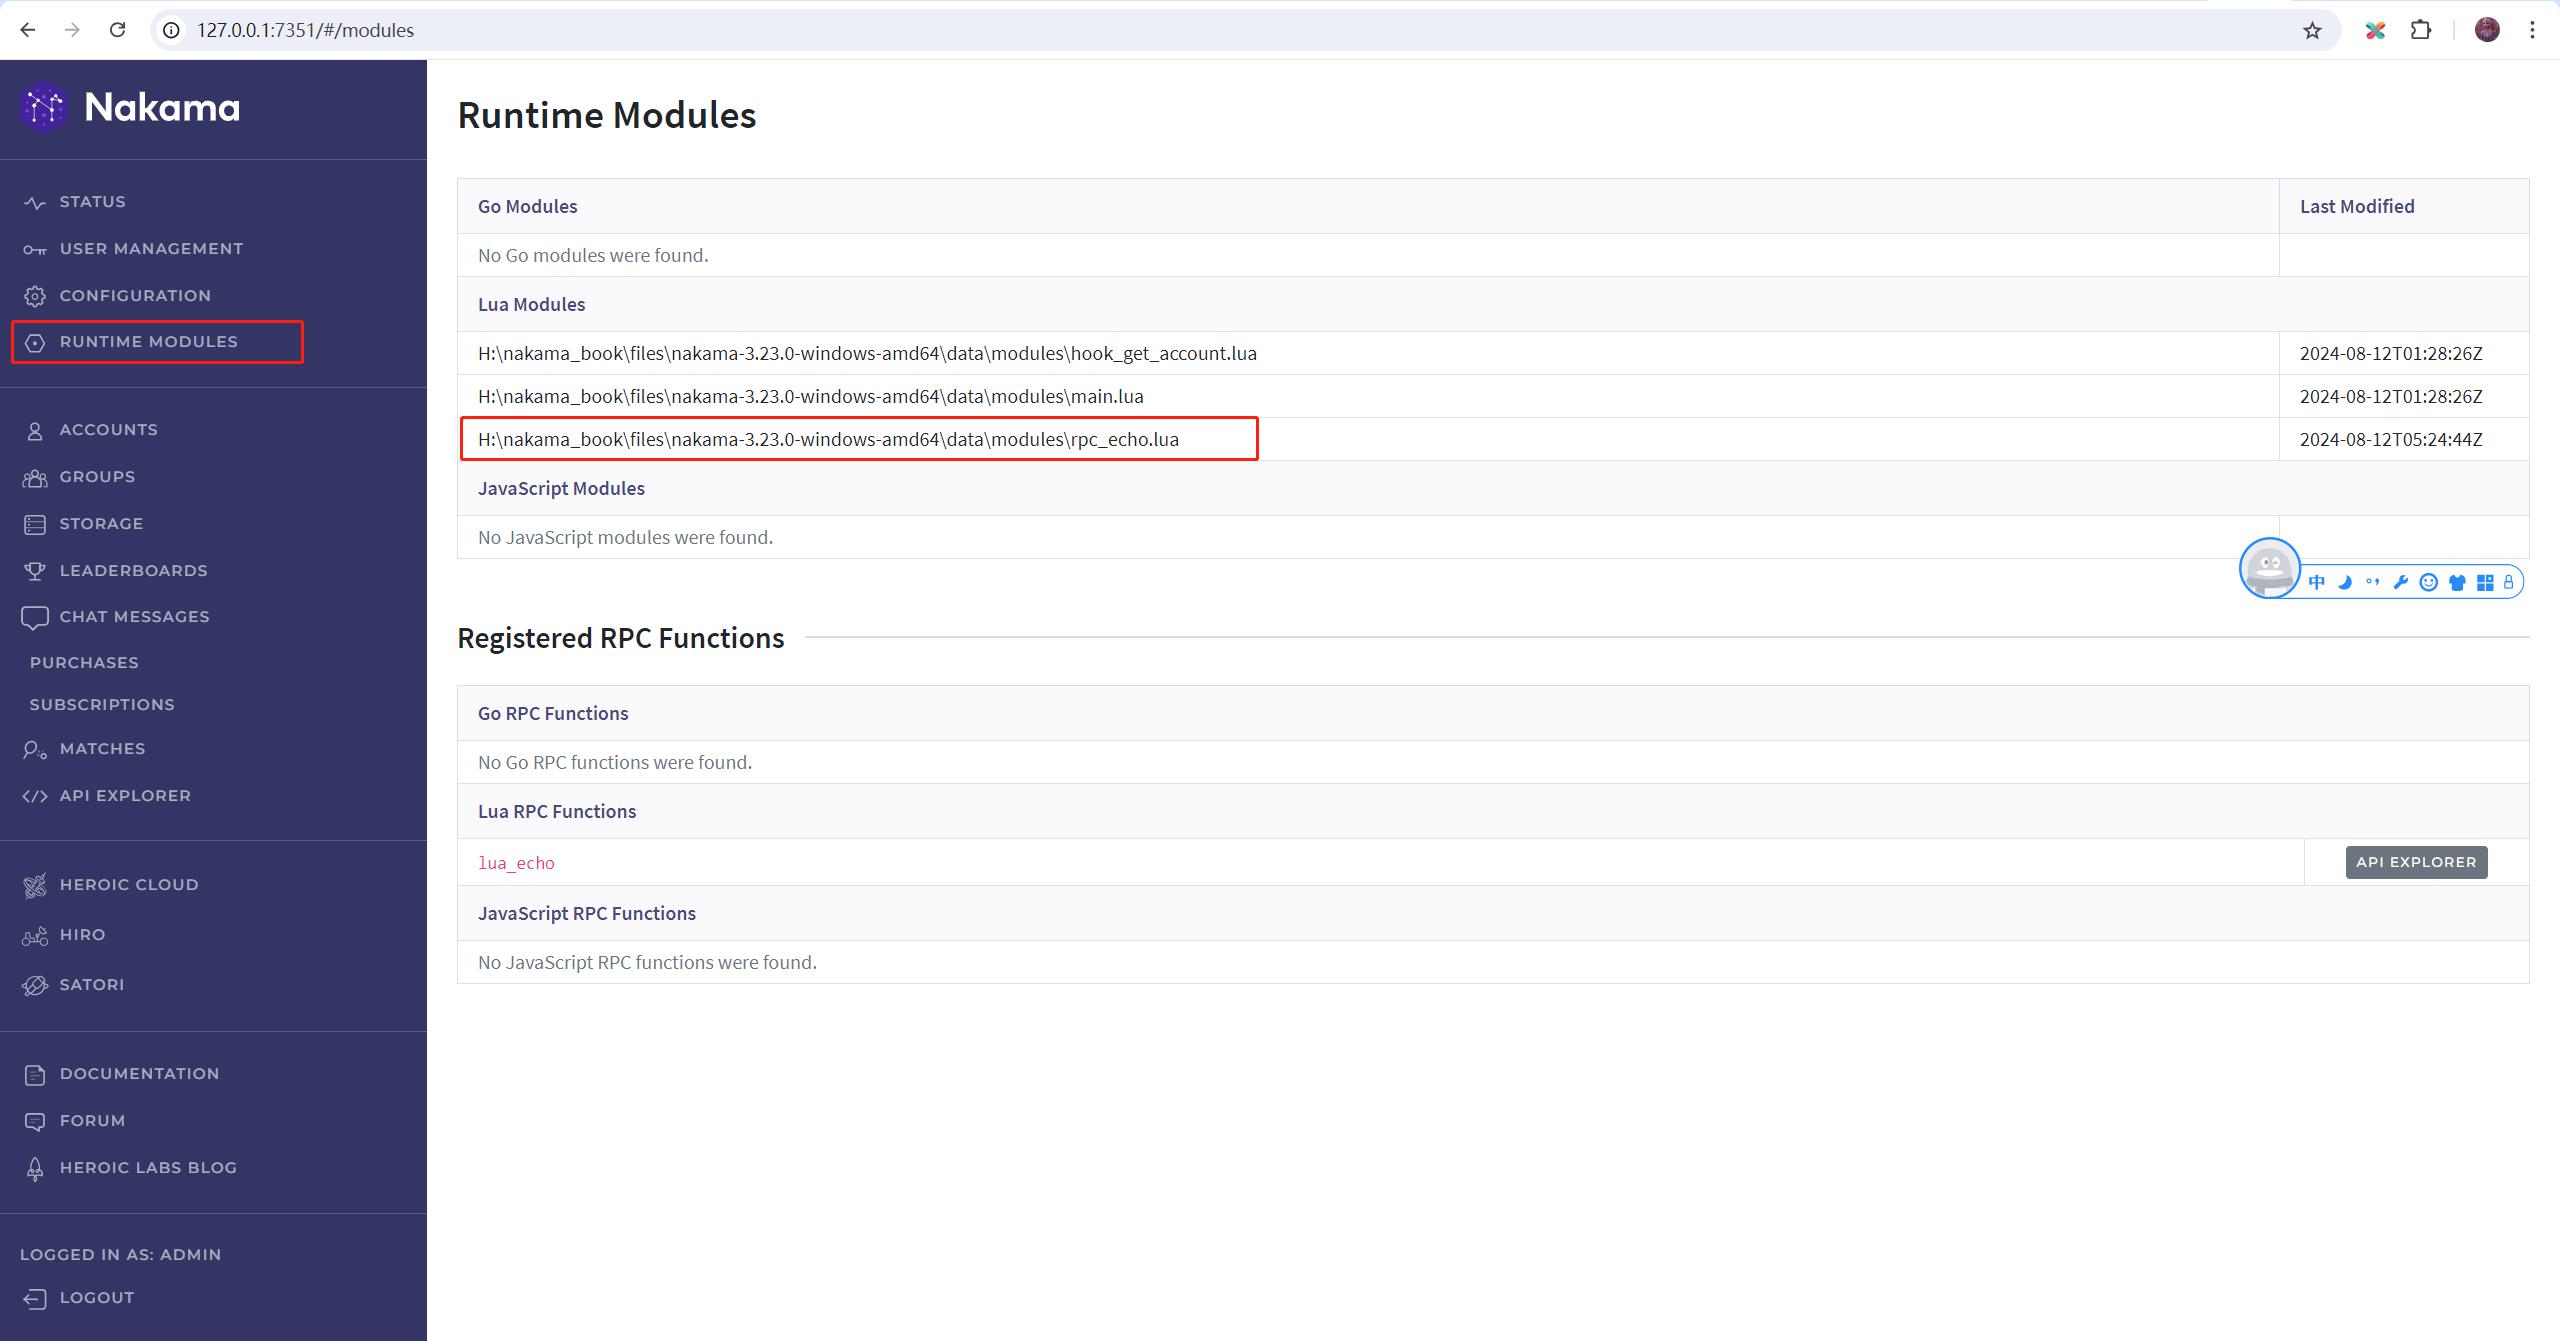 127.0.0.1:7351/#/modules
Nakama
STATUS
USER MANAGEMENT
CONFIGURATION
RUNTIME MODULES
ACCOUNTS
GROUPS
STORAGE
LEADERBOARDS
CHAT MESSAGES
PURCHASES
SUBSCRIPTIONS
MATCHES
API EXPLORER
HEROIC CLOUD
HIRO
SATORI
DOCUMENTATION
FORUM
HEROIC LABS BLOG
LOGGED IN AS: ADMIN
LOGOUT
Runtime Modules
Go Modules Last Modified
No Go modules were found.
Lua Modules
H:\nakama_book\files\nakama-3.23.0-windows-amd64\data\modules\hook_get_account.lua 2024-08-12T01:28:26Z
H:\nakama_book\files\nakama-3.23.0-windows-amd64\data\modules\main.lua 2024-08-12T01:28:26Z
H:\nakama_book\files\nakama-3.23.0-windows-amd64\data\modules\rpc_echo.lua 2024-08-12T05:24:44Z
JavaScript Modules
No JavaScript modules were found.
中
Registered RPC Functions
Go RPC Functions
No Go RPC functions were found.
Lua RPC Functions
lua_echo API EXPLORER
JavaScript RPC Functions
No JavaScript RPC functions were found.